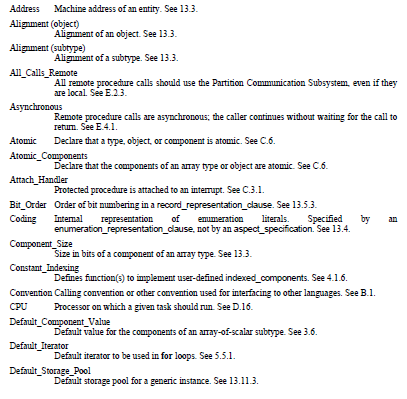 Address Machine address of an entity. See 13.3.
Alignment (object)
Alignment of an object. See 13.3.
Alignment (subtype)
Alignment of a subtype. See 13.3.
All_Calls_Remote
All remote procedure calls should use the Partition Communication Subsystem, even if they
are local. See E.2.3.
Asynchronous
Remote procedure calls are asynchronous; the caller continues without waiting for the call to
return. See E.4.1.
Atomic Declare that a type, object, or component is atomic. See C.6.
Atomic_Components
Declare that the components of an array type or object are atomic. See C.6.
Attach_Handler
Protected procedure is attached to an interrupt. See C.3.1.
Bit_Order Order of bit numbering in a record_representation_clause. See 13.5.3.
Coding Internal representation of enumeration literals. Specified by an
enumeration_representation_clause, not by an aspect_specification. See 13.4.
Component_Size
Size in bits of a component of an array type. See 13.3.
Constant_Indexing
Defines function(s) to implement user-defined indexed_components. See 4.1.6.
Convention Calling convention or other convention used for interfacing to other languages. See B.1.
CPU Processor on which a given task should run. See D.16.
Default_Component_Value
Default value for the components of an array-of-scalar subtype. See 3.6.
Default_Iterator
Default iterator to be used in for loops. See 5.5.1.
Default_Storage_Pool
Default storage pool for a generic instance. See 13.11.3.